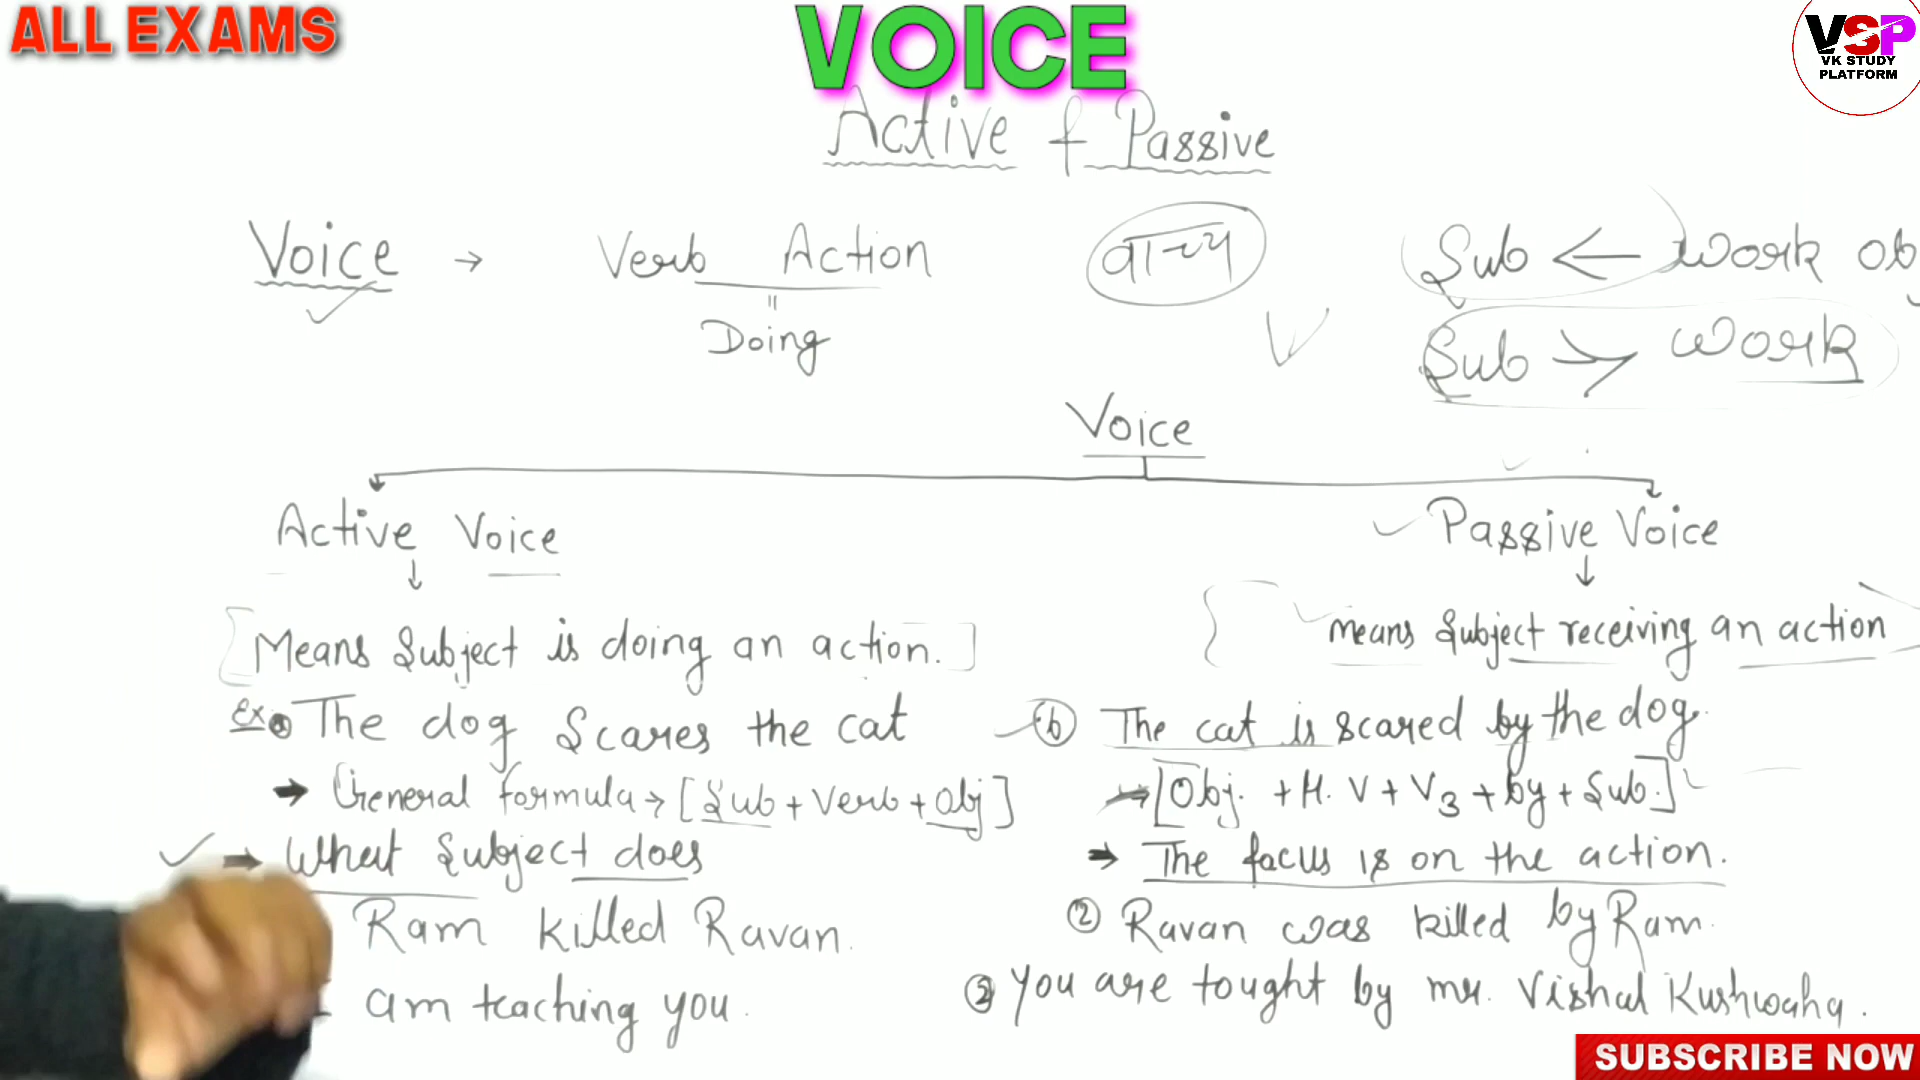 ALL EXAMS
VOICE
VSP
VK STUDY
PLATFORM
Active & Passive
Voice → Verb Action वाच्य Sub ← Work obj
Doing
Sub → Work
Voice
Active Voice
Passive Voice
[Means Subject is doing an action.]
means Subject receiving an action
Ex. The dog Scares the cat
(b) The cat is scared by the dog.
→ General formula → [Sub + Verb + Obj]
→ [Obj. + H. V + V3 + by + Sub.]
→ What Subject does
→ The focus is on the action.
Ram killed Ravan.
② Ravan was killed by Ram.
am teaching you.
③ You are tought by mr. Vishal Kushwaha.
SUBSCRIBE NOW